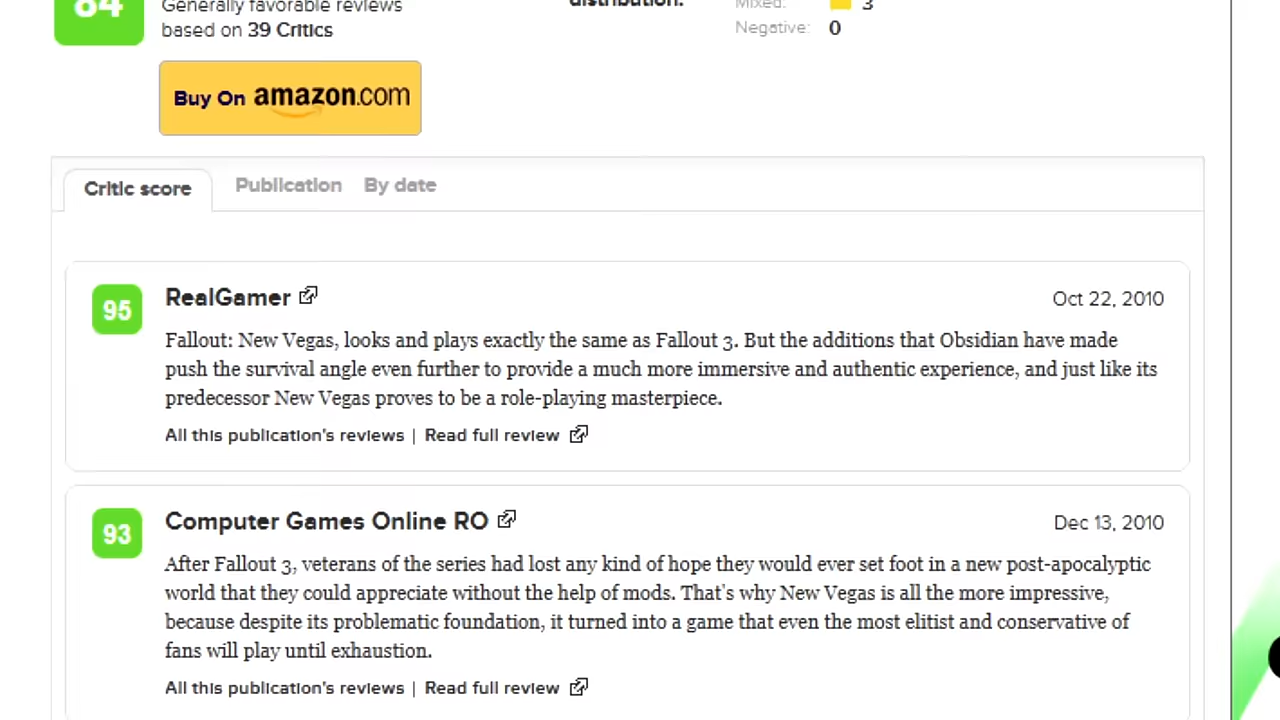 84
Generally favorable reviews
based on 39 Critics
distribution:
Mixed: 3
Negative: 0
Buy On amazon.com
Critic score Publication By date
95 RealGamer Oct 22, 2010
Fallout: New Vegas, looks and plays exactly the same as Fallout 3. But the additions that Obsidian have made
push the survival angle even further to provide a much more immersive and authentic experience, and just like its
predecessor New Vegas proves to be a role-playing masterpiece.
All this publication's reviews | Read full review
93 Computer Games Online RO Dec 13, 2010
After Fallout 3, veterans of the series had lost any kind of hope they would ever set foot in a new post-apocalyptic
world that they could appreciate without the help of mods. That's why New Vegas is all the more impressive,
because despite its problematic foundation, it turned into a game that even the most elitist and conservative of
fans will play until exhaustion.
All this publication's reviews | Read full review